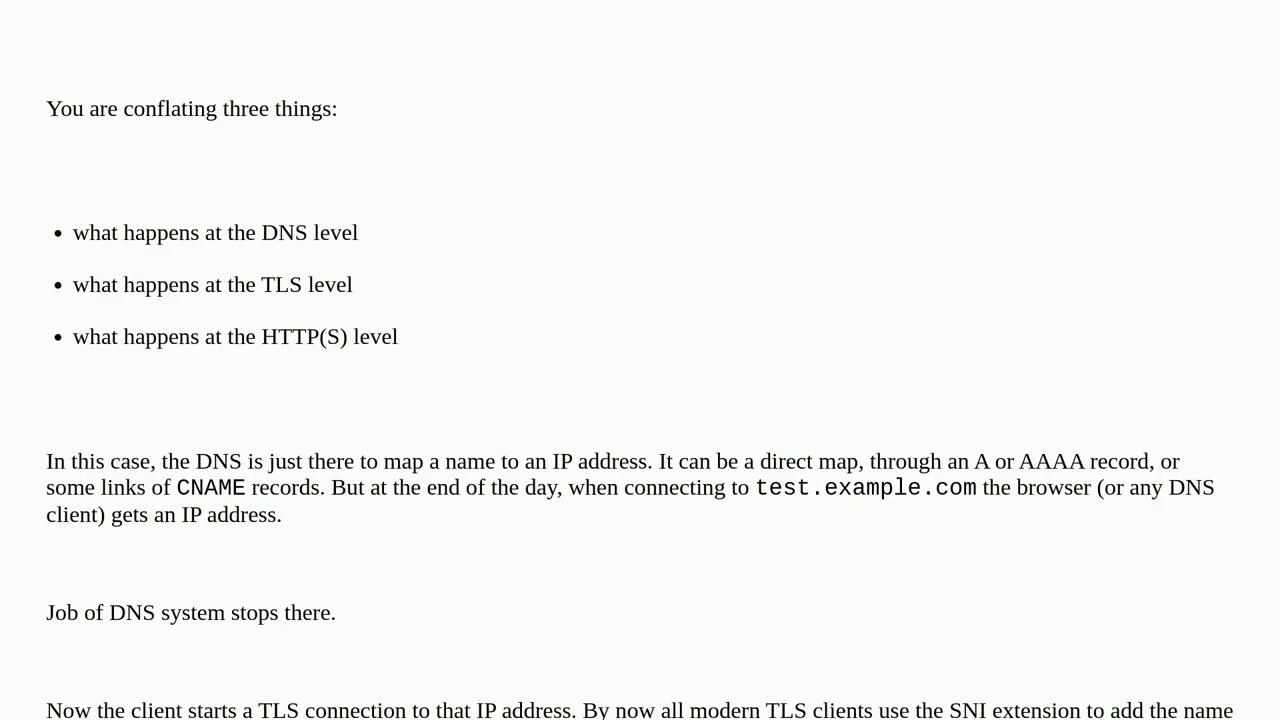 You are conflating three things:
• what happens at the DNS level
• what happens at the TLS level
• what happens at the HTTP(S) level
In this case, the DNS is just there to map a name to an IP address. It can be a direct map, through an A or AAAA record, or
some links of CNAME records. But at the end of the day, when connecting to test.example.com the browser (or any DNS
client) gets an IP address.
Job of DNS system stops there.
Now the client starts a TLS connection to that IP address. By now all modern TLS clients use the SNI extension to add the name